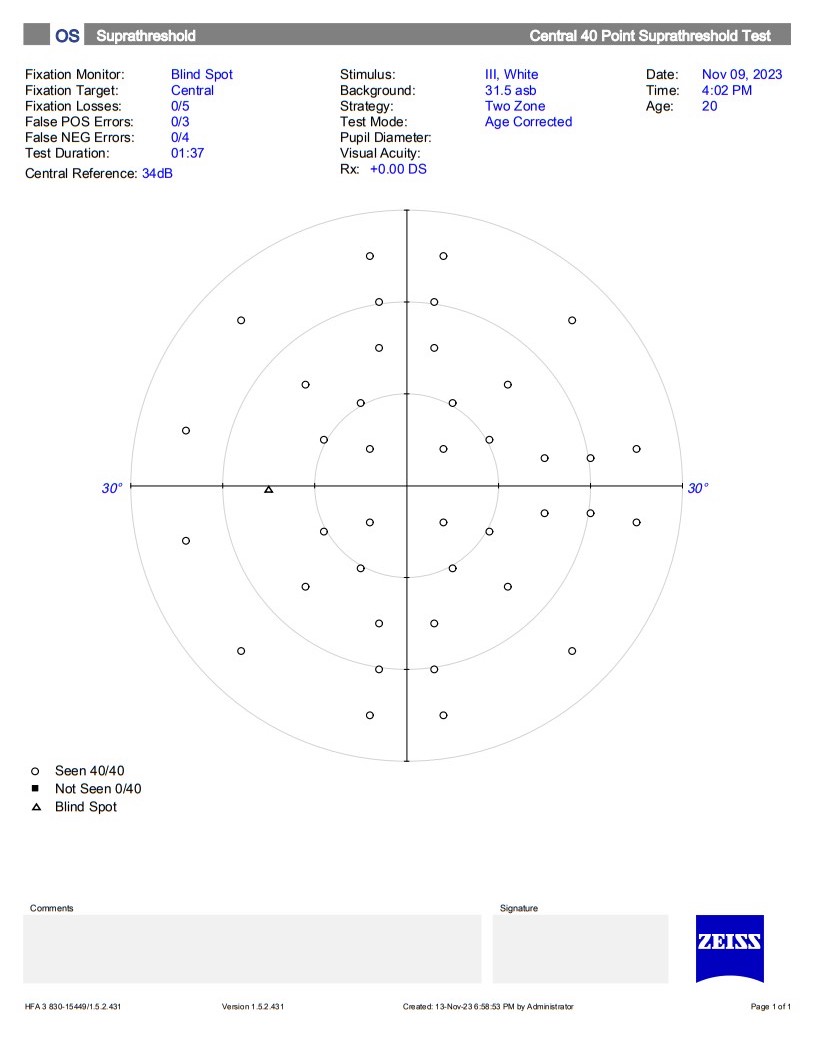 OS Suprathreshold Central 40 Point Suprathreshold Test
Fixation Monitor: Blind Spot Stimulus: III, White Date: Nov 09, 2023
Fixation Target: Central Background: 31.5 asb Time: 4:02 PM
Fixation Losses: 0/5 Strategy: Two Zone Age: 20
False POS Errors: 0/3 Test Mode: Age Corrected
False NEG Errors: 0/4 Pupil Diameter:
Test Duration: 01:37 Visual Acuity:
Central Reference: 34dB Rx: +0.00 DS
30° 30°
Seen 40/40
Not Seen 0/40
Blind Spot
Comments Signature
ZEISS
HFA 3 830-15449/1.5.2.431 Version 1.5.2.431 Created: 13-Nov-23 6:58:53 PM by Administrator Page 1 of 1